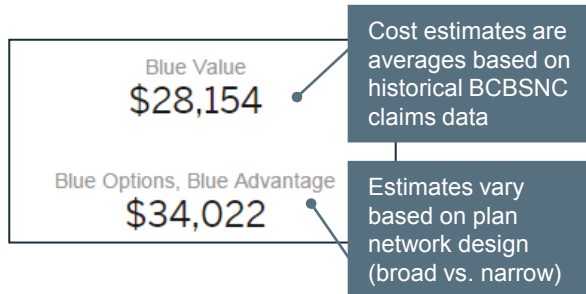 Blue Value
$28,154
Cost estimates are
averages based on
historical BCBSNC
claims data
Blue Options, Blue Advantage
$34,022
Estimates vary
based on plan
network design
(broad vs. narrow)